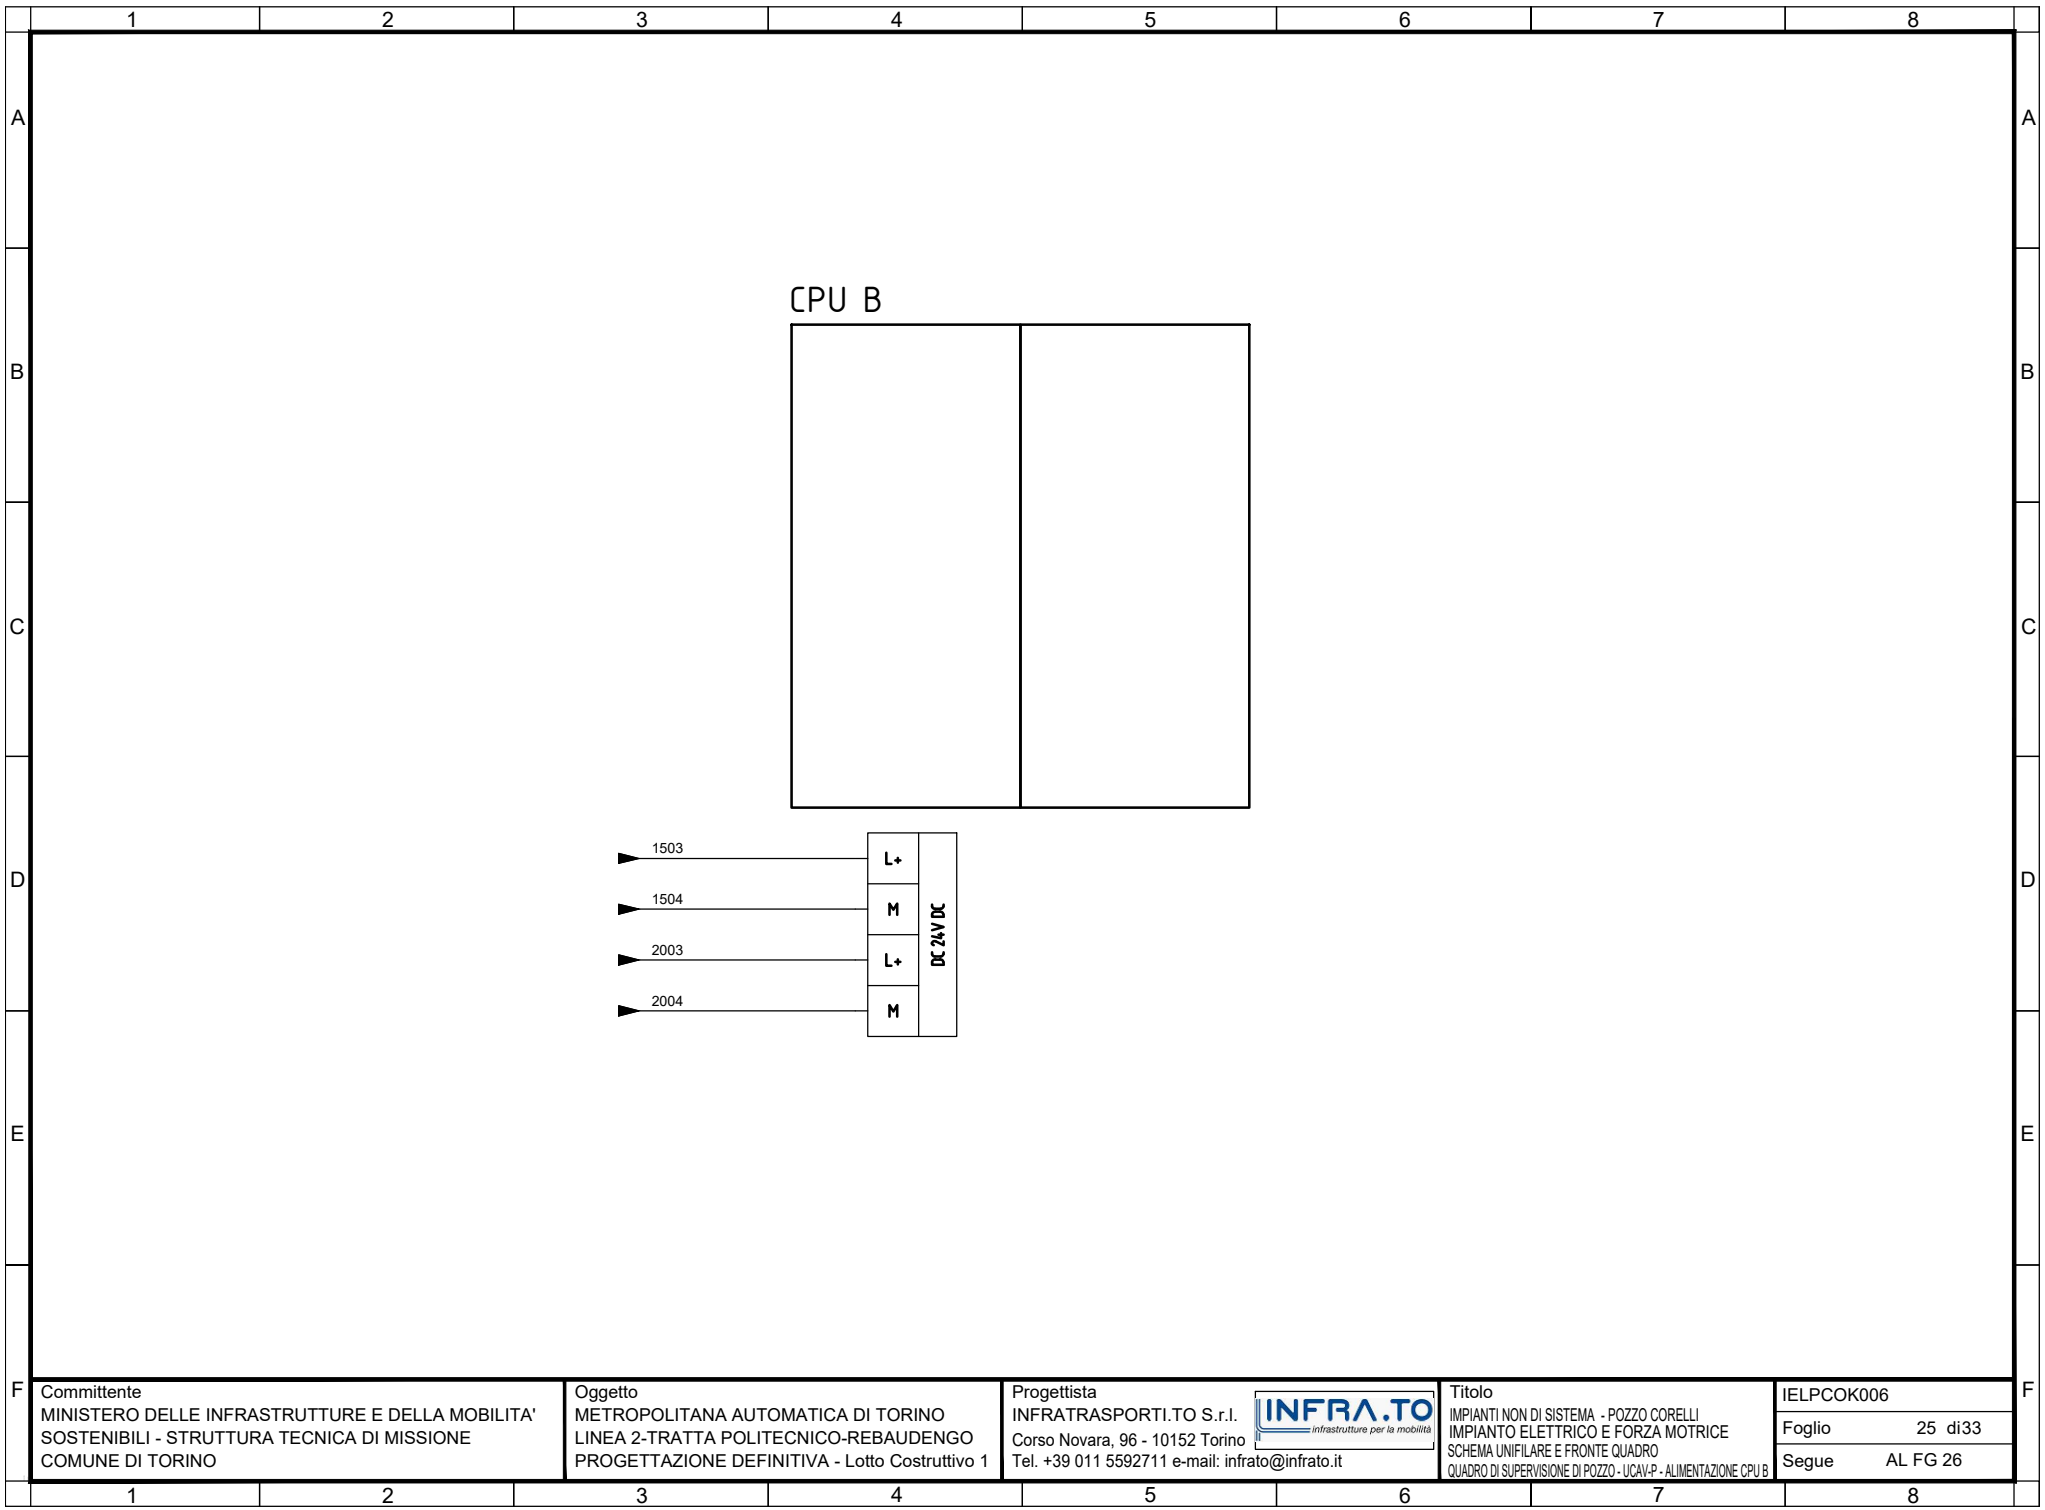 1 2 3 4 5 6 7 8
A A
CPU B
B B
C C
1503 L+
D D
1504 M
DC 24V DC
2003 L+
2004 M
E E
F F
Committente
MINISTERO DELLE INFRASTRUTTURE E DELLA MOBILITA'
SOSTENIBILI - STRUTTURA TECNICA DI MISSIONE
COMUNE DI TORINO
Oggetto
METROPOLITANA AUTOMATICA DI TORINO
LINEA 2-TRATTA POLITECNICO-REBAUDENGO
PROGETTAZIONE DEFINITIVA - Lotto Costruttivo 1
Progettista
INFRATRASPORTI.TO S.r.l.
Corso Novara, 96 - 10152 Torino
Tel. +39 011 5592711 e-mail: infrato@infrato.it
INFRA.TO
infrastrutture per la mobilità
Titolo
IMPIANTI NON DI SISTEMA - POZZO CORELLI
IMPIANTO ELETTRICO E FORZA MOTRICE
SCHEMA UNIFILARE E FRONTE QUADRO
QUADRO DI SUPERVISIONE DI POZZO - UCAV-P - ALIMENTAZIONE CPU B
IELPCOK006
Foglio 25 di33
Segue AL FG 26
1 2 3 4 5 6 7 8